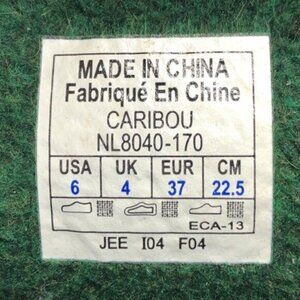 MADE IN CHINA
Fabriqué En Chine
CARIBOU
NL8040-170
USA UK EUR CM
6 4 37 22.5
ECA-13
JEE I04 F04